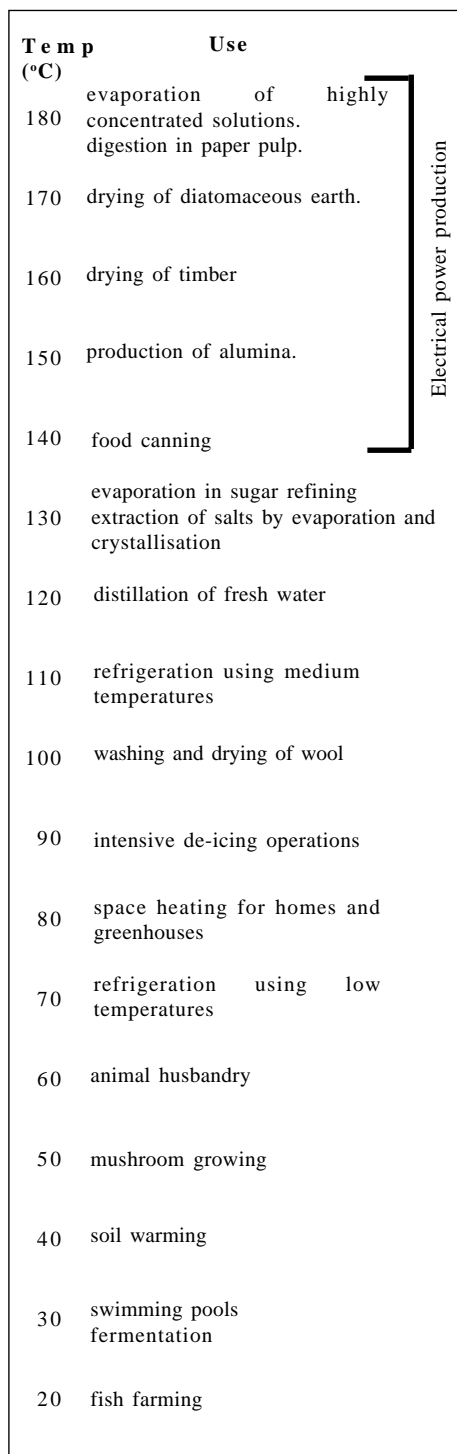 Temp Use
(°C)
evaporation of highly
180 concentrated solutions.
digestion in paper pulp.
170 drying of diatomaceous earth.
160 drying of timber
150 production of alumina.
140 food canning
Electrical power production
evaporation in sugar refining
130 extraction of salts by evaporation and
crystallisation
120 distillation of fresh water
110 refrigeration using medium
temperatures
100 washing and drying of wool
90 intensive de-icing operations
80 space heating for homes and
greenhouses
70 refrigeration using low
temperatures
60 animal husbandry
50 mushroom growing
40 soil warming
30 swimming pools
fermentation
20 fish farming